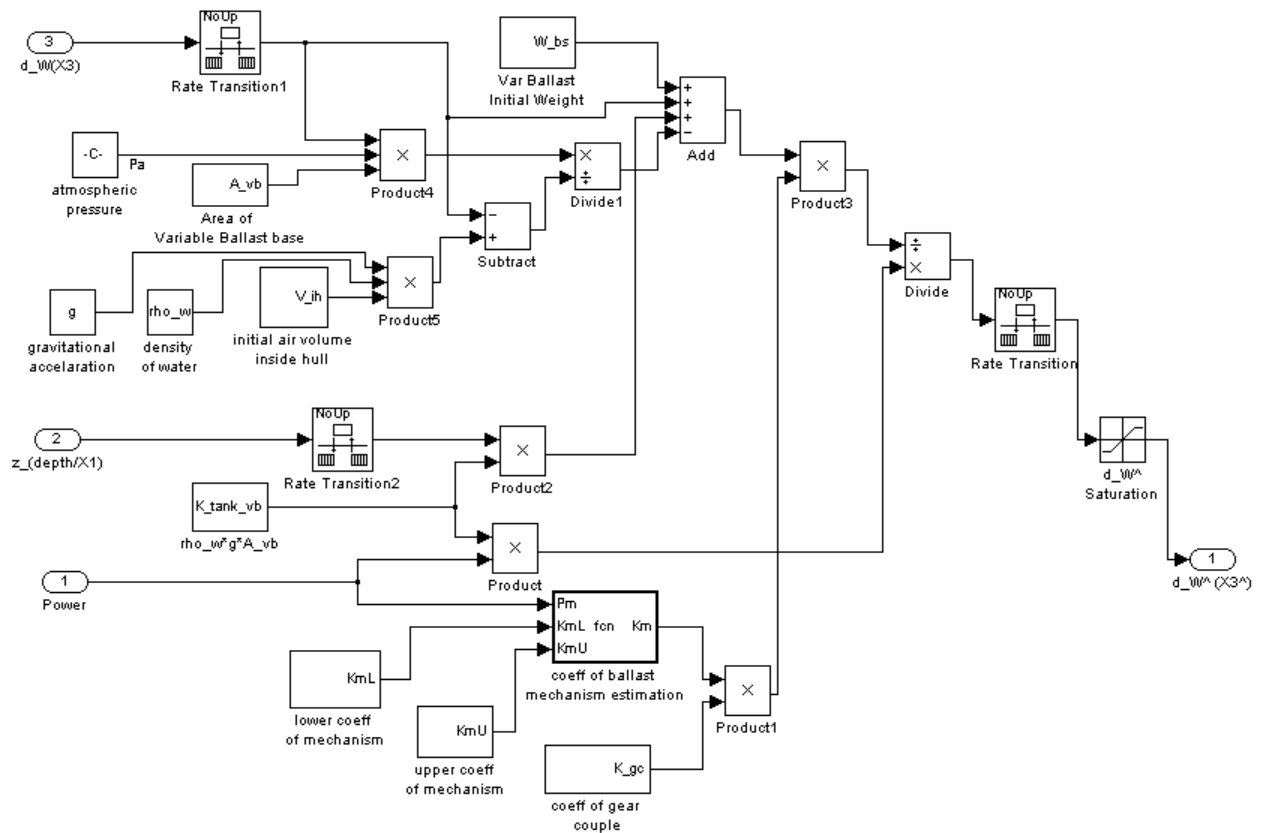 NoUp
3
d_W(X3)
Rate Transition1
W_bs
Var Ballast
Initial Weight
+
+
+
−
Add
-C-
Pa
atmospheric
pressure
×
Product4
A_vb
Area of
Variable Ballast base
×
÷
Divide1
×
Product3
−
+
Subtract
÷
×
Divide
g
gravitational
accelaration
rho_w
density
of water
V_ih
initial air volume
inside hull
×
Product5
NoUp
Rate Transition
NoUp
2
z_(depth/X1)
Rate Transition2
×
Product2
d_W^
Saturation
K_tank_vb
rho_w*g*A_vb
×
Product
1
Power
1
d_W^ (X3^)
Pm
KmL fcn Km
KmU
coeff of ballast
mechanism estimation
KmL
lower coeff
of mechanism
KmU
upper coeff
of mechanism
×
Product1
K_gc
coeff of gear
couple